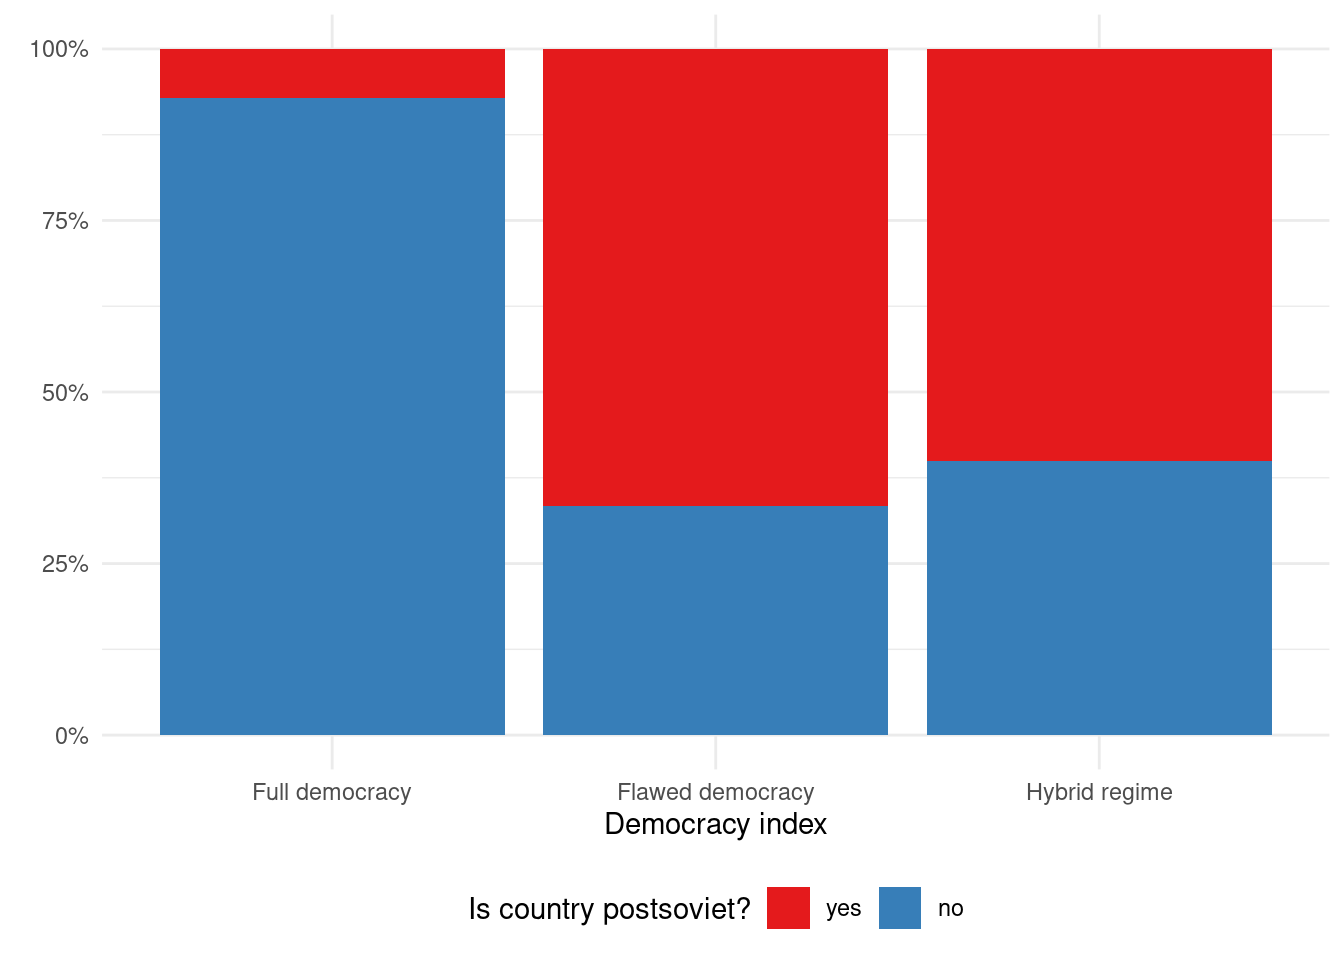 100%
75%
50%
25%
0%
Full democracy Flawed democracy Hybrid regime
Democracy index
Is country postsoviet? yes no